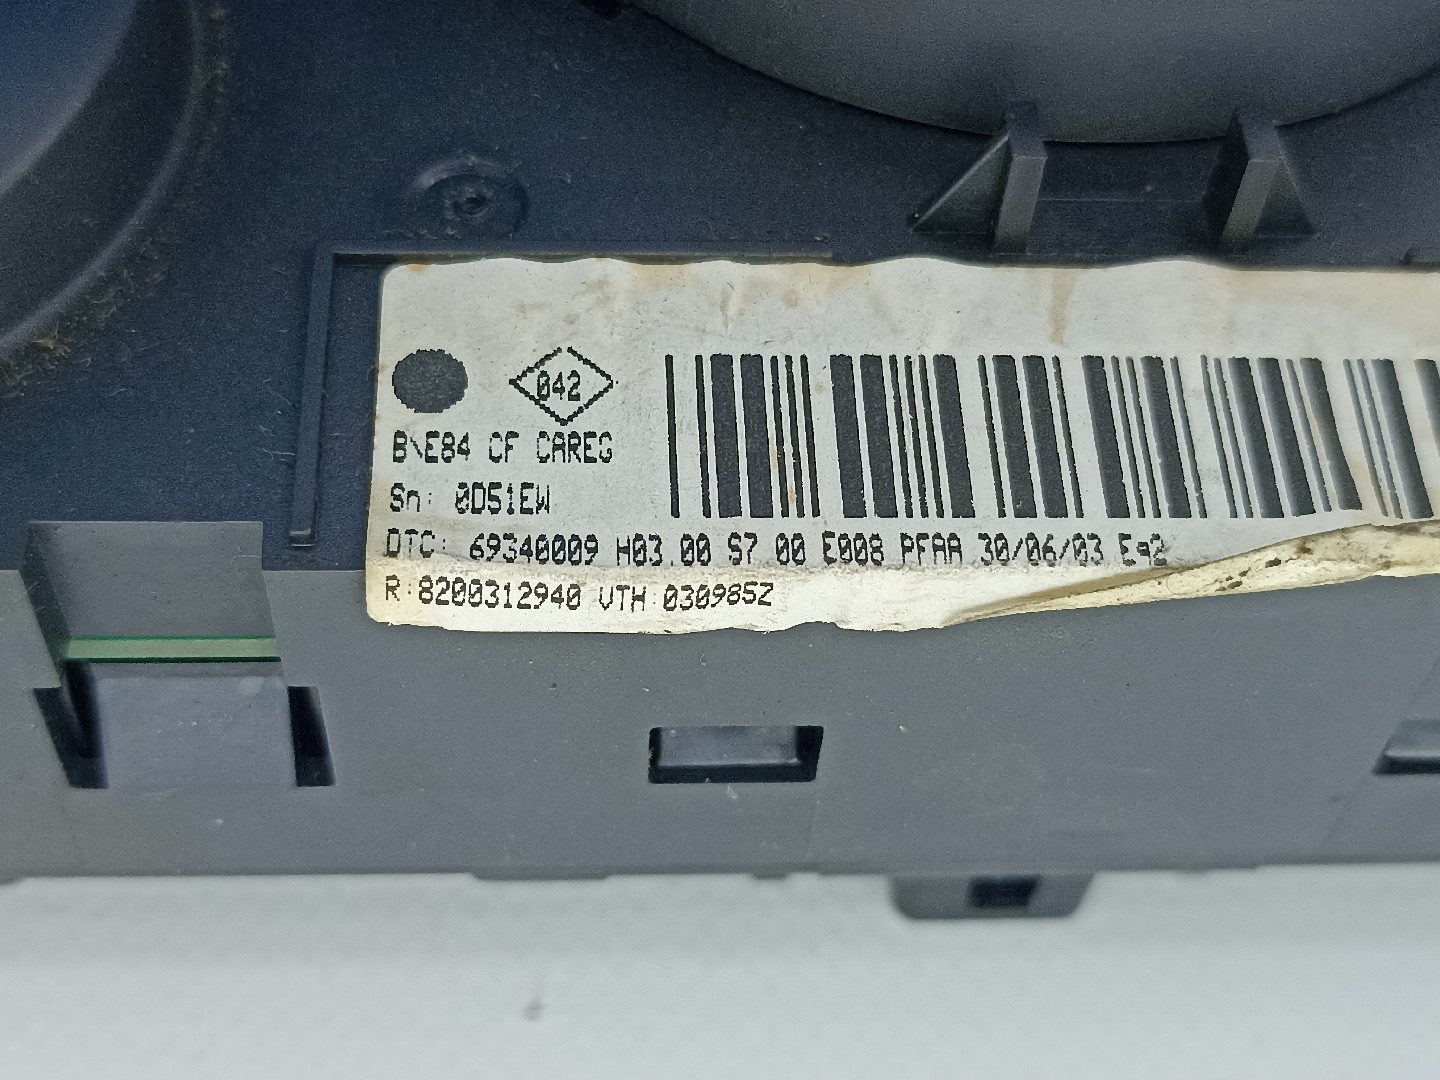 042
B\E84 CF CAREG
Sn: 0D51EW
DTC: 69340009 H03.00 S7 00 E008 PFAA 30/06/03 Eq2
R:8200312940 VTH:030985Z